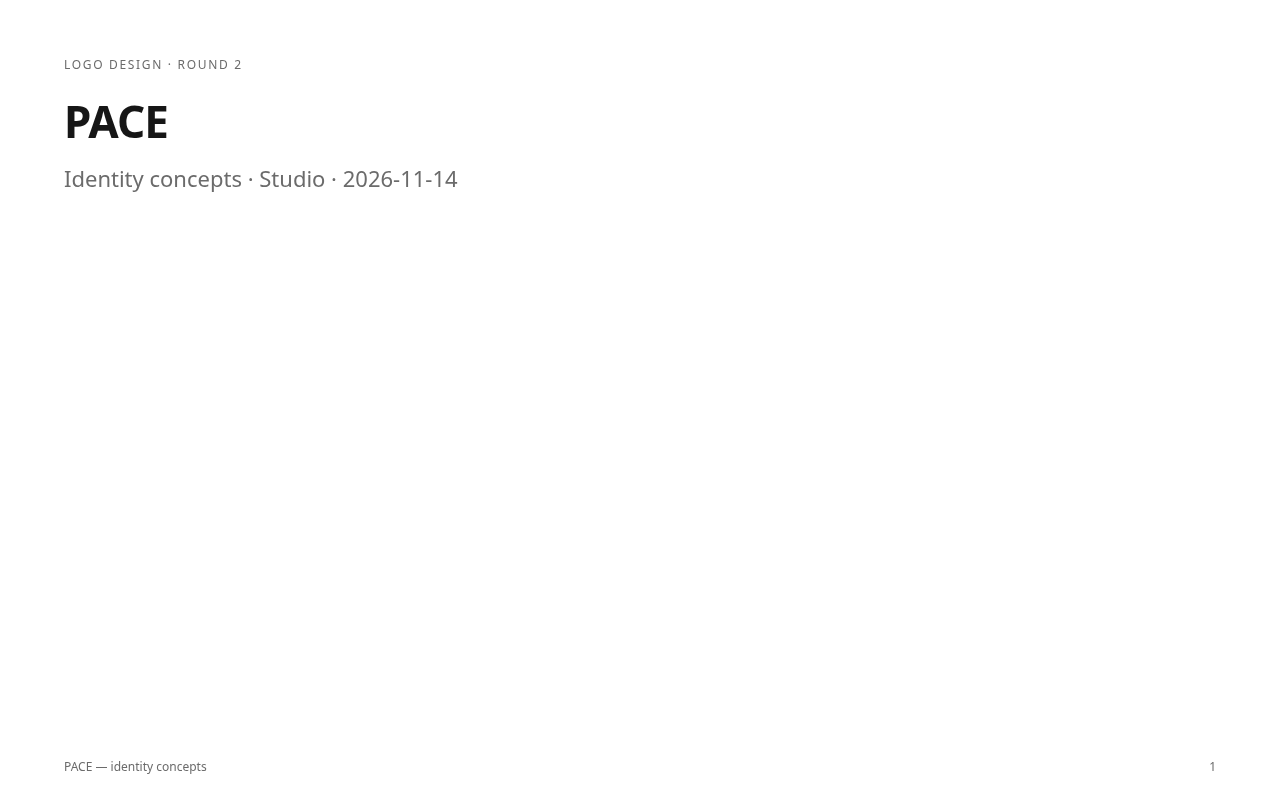 LOGO DESIGN · ROUND 2
PACE
Identity concepts · Studio · 2026-11-14
PACE — identity concepts
1